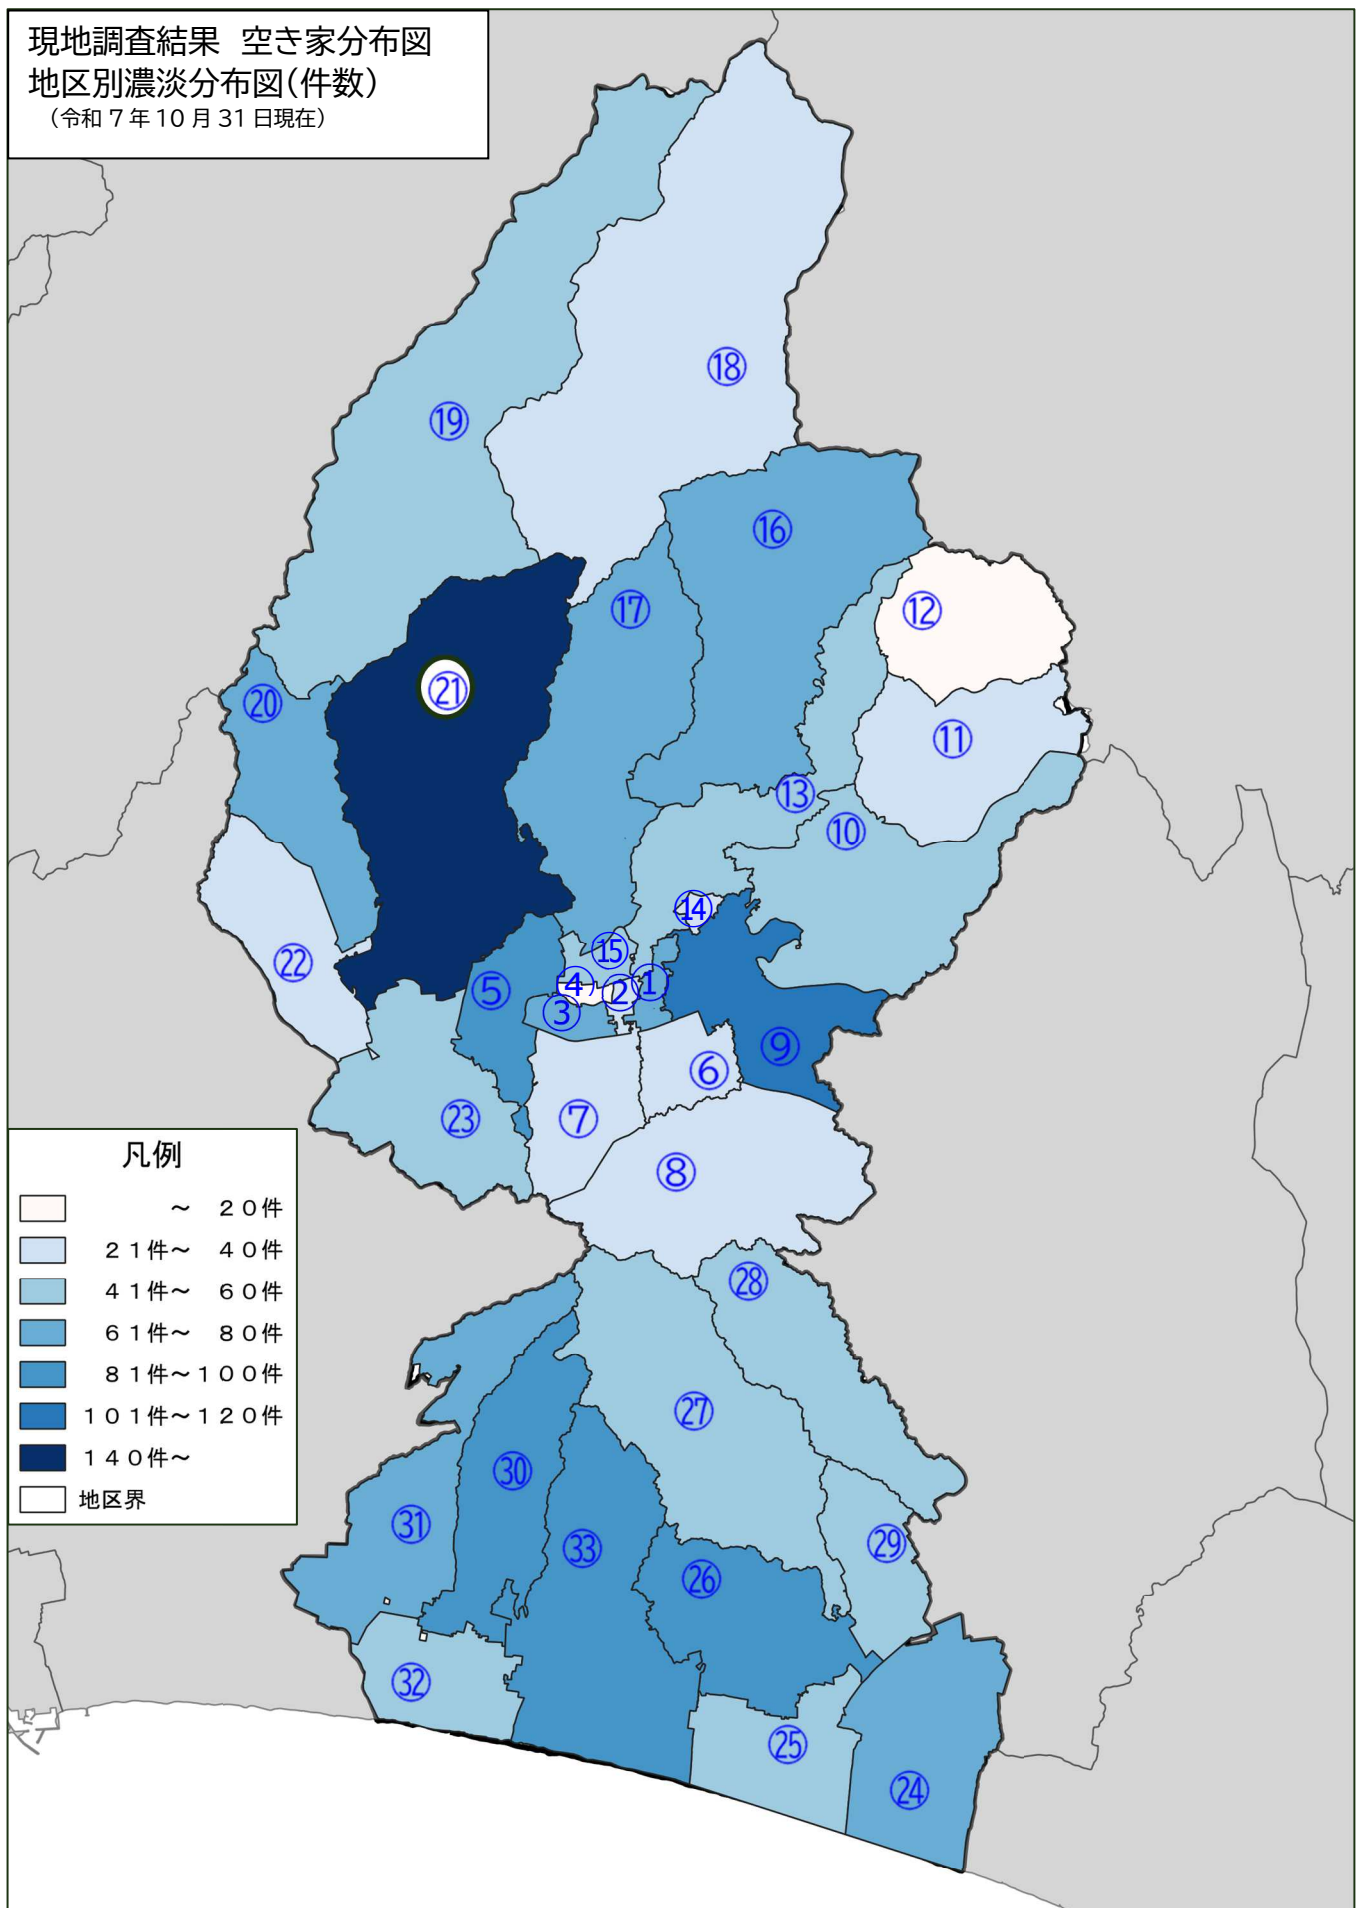 現地調査結果 空き家分布図
地区別濃淡分布図(件数)
(令和7年10月31日現在)
⑱
⑲
⑯
⑰
⑫
㉑
⑳
⑪
⑬
⑩
⑭
⑮
㉒
④
①
⑤
②
③
⑨
⑥
⑦
㉓
⑧
㉘
㉗
㉚
㉛
㉙
㉝
㉖
㉜
㉕
㉔
凡例
~ 20件
21件~ 40件
41件~ 60件
61件~ 80件
81件~100件
101件~120件
140件~
地区界